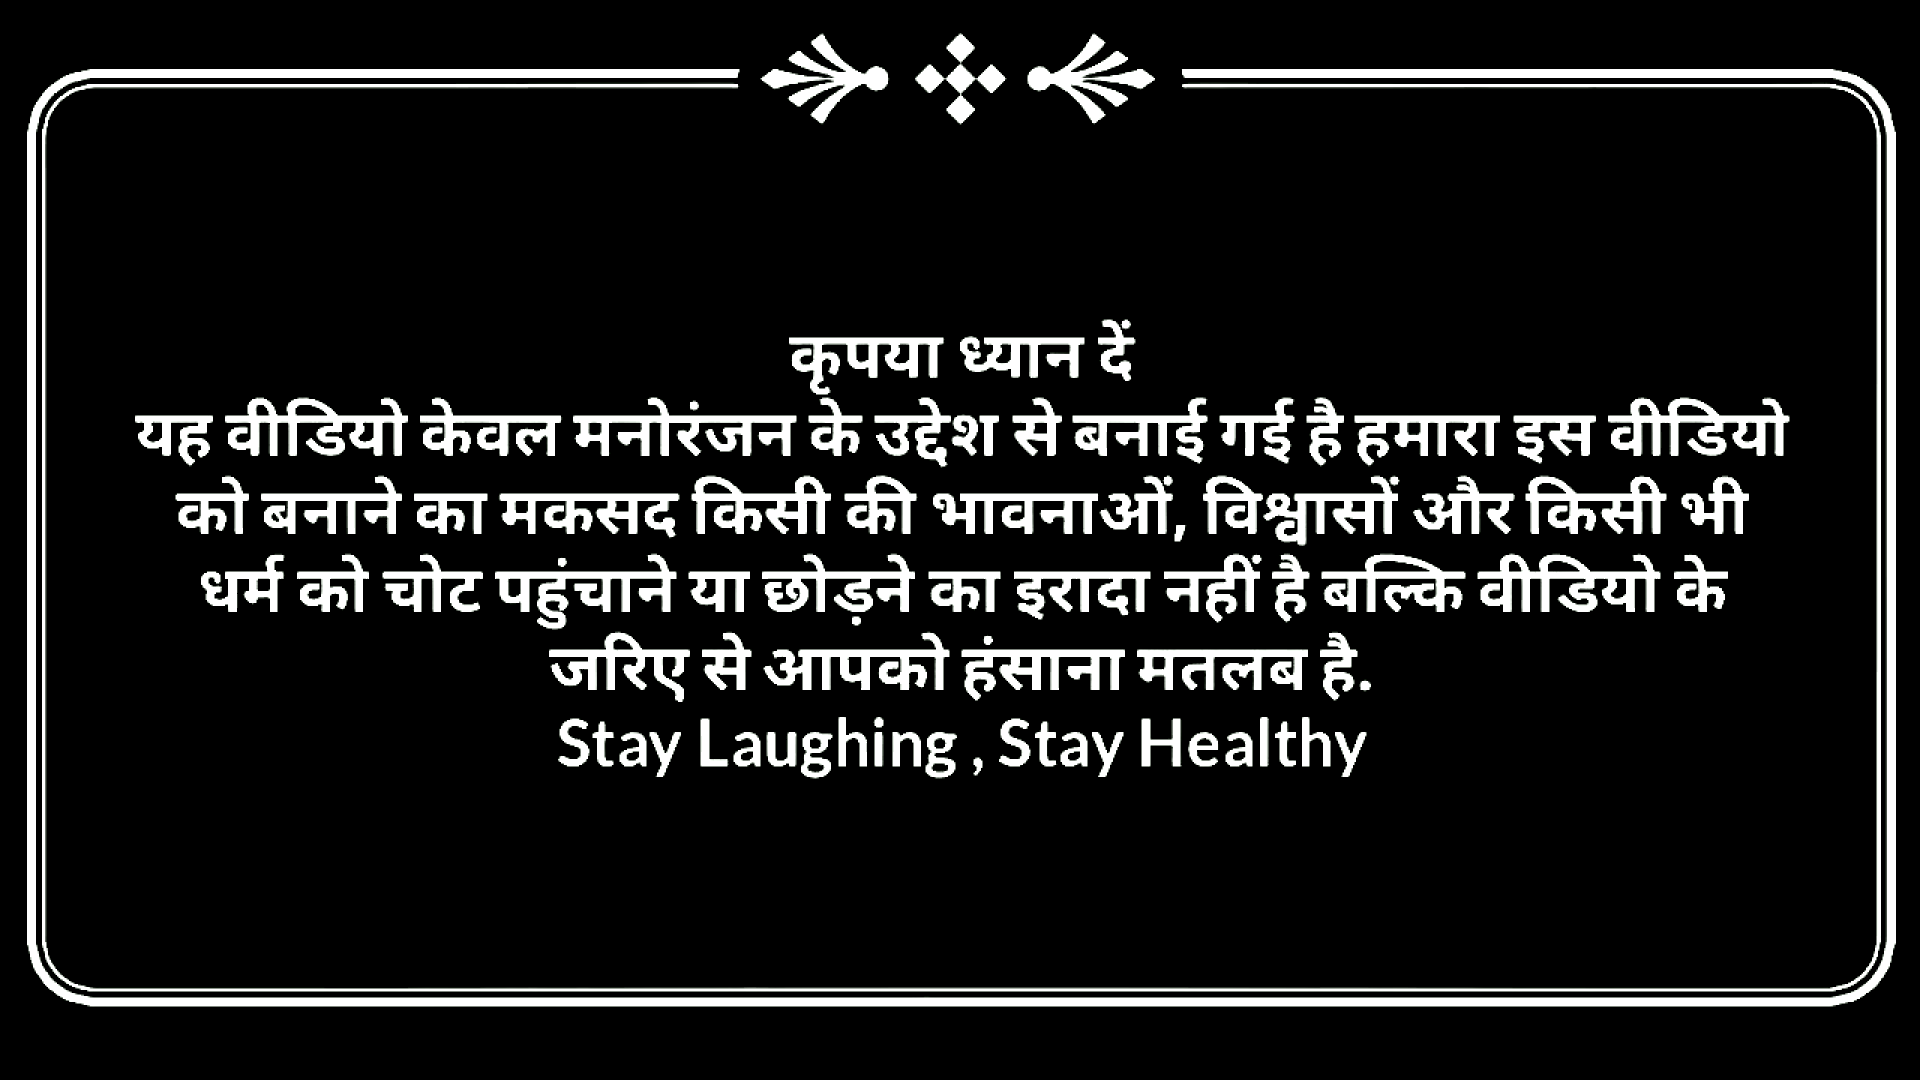 कृपया ध्यान दें
यह वीडियो केवल मनोरंजन के उद्देश से बनाई गई है हमारा इस वीडियो
को बनाने का मकसद किसी की भावनाओं, विश्वासों और किसी भी
धर्म को चोट पहुंचाने या छोड़ने का इरादा नहीं है बल्कि वीडियो के
जरिए से आपको हंसाना मतलब है.
Stay Laughing , Stay Healthy